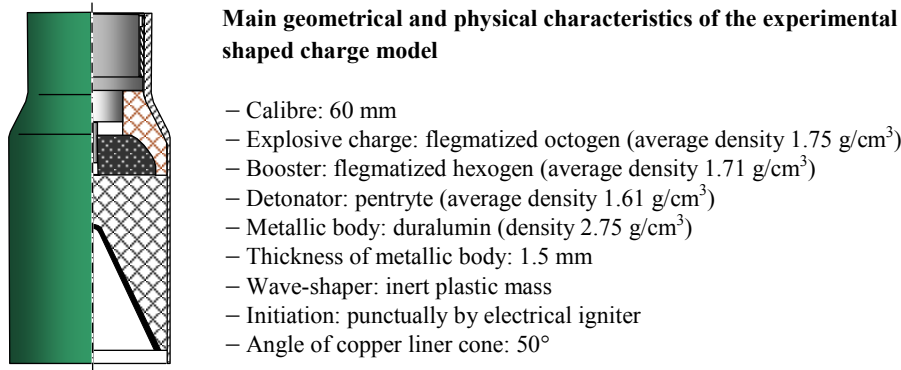 Main geometrical and physical characteristics of the experimental
shaped charge model
– Calibre: 60 mm
– Explosive charge: flegmatized octogen (average density 1.75 g/cm³)
– Booster: flegmatized hexogen (average density 1.71 g/cm³)
– Detonator: pentryte (average density 1.61 g/cm³)
– Metallic body: duralumin (density 2.75 g/cm³)
– Thickness of metallic body: 1.5 mm
– Wave-shaper: inert plastic mass
– Initiation: punctually by electrical igniter
– Angle of copper liner cone: 50°